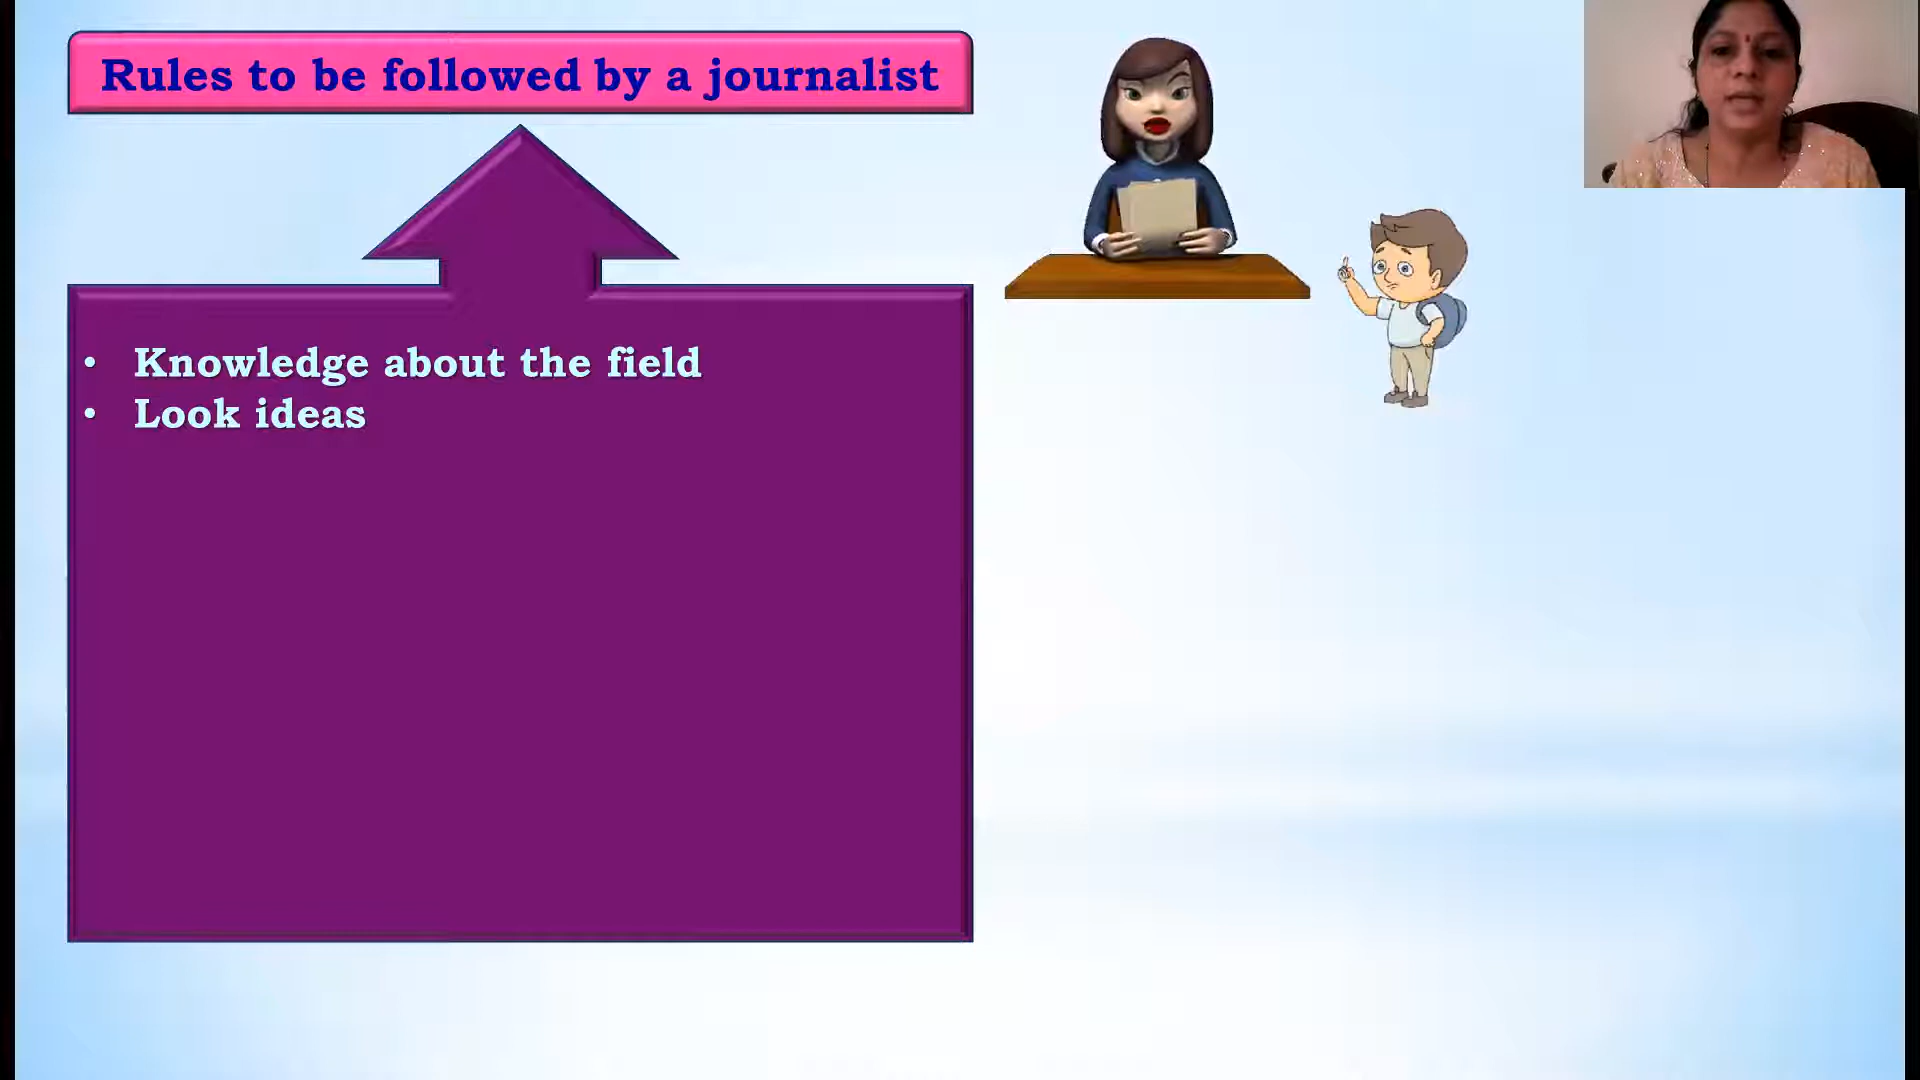 Rules to be followed by a journalist
• Knowledge about the field
• Look ideas